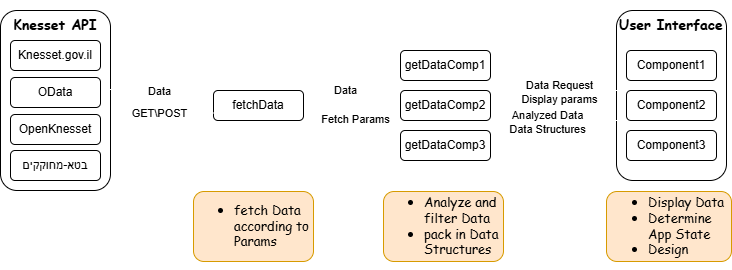 Knesset API
Knesset.gov.il
OData
OpenKnesset
בטא-מחוקקים
Data
GET\POST
fetchData
Data
Fetch Params
getDataComp1
getDataComp2
getDataComp3
Data Request
Display params
Analyzed Data
Data Structures
User Interface
Component1
Component2
Component3
• fetch Data
according to
Params
• Analyze and
filter Data
• pack in Data
Structures
• Display Data
• Determine
App State
• Design